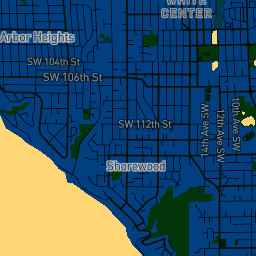 WHITE
CENTER
Arbor Heights
SW 104th St
SW 106th St
SW 112th St
14th Ave SW
12th Ave SW
10th Ave SW
Shorewood